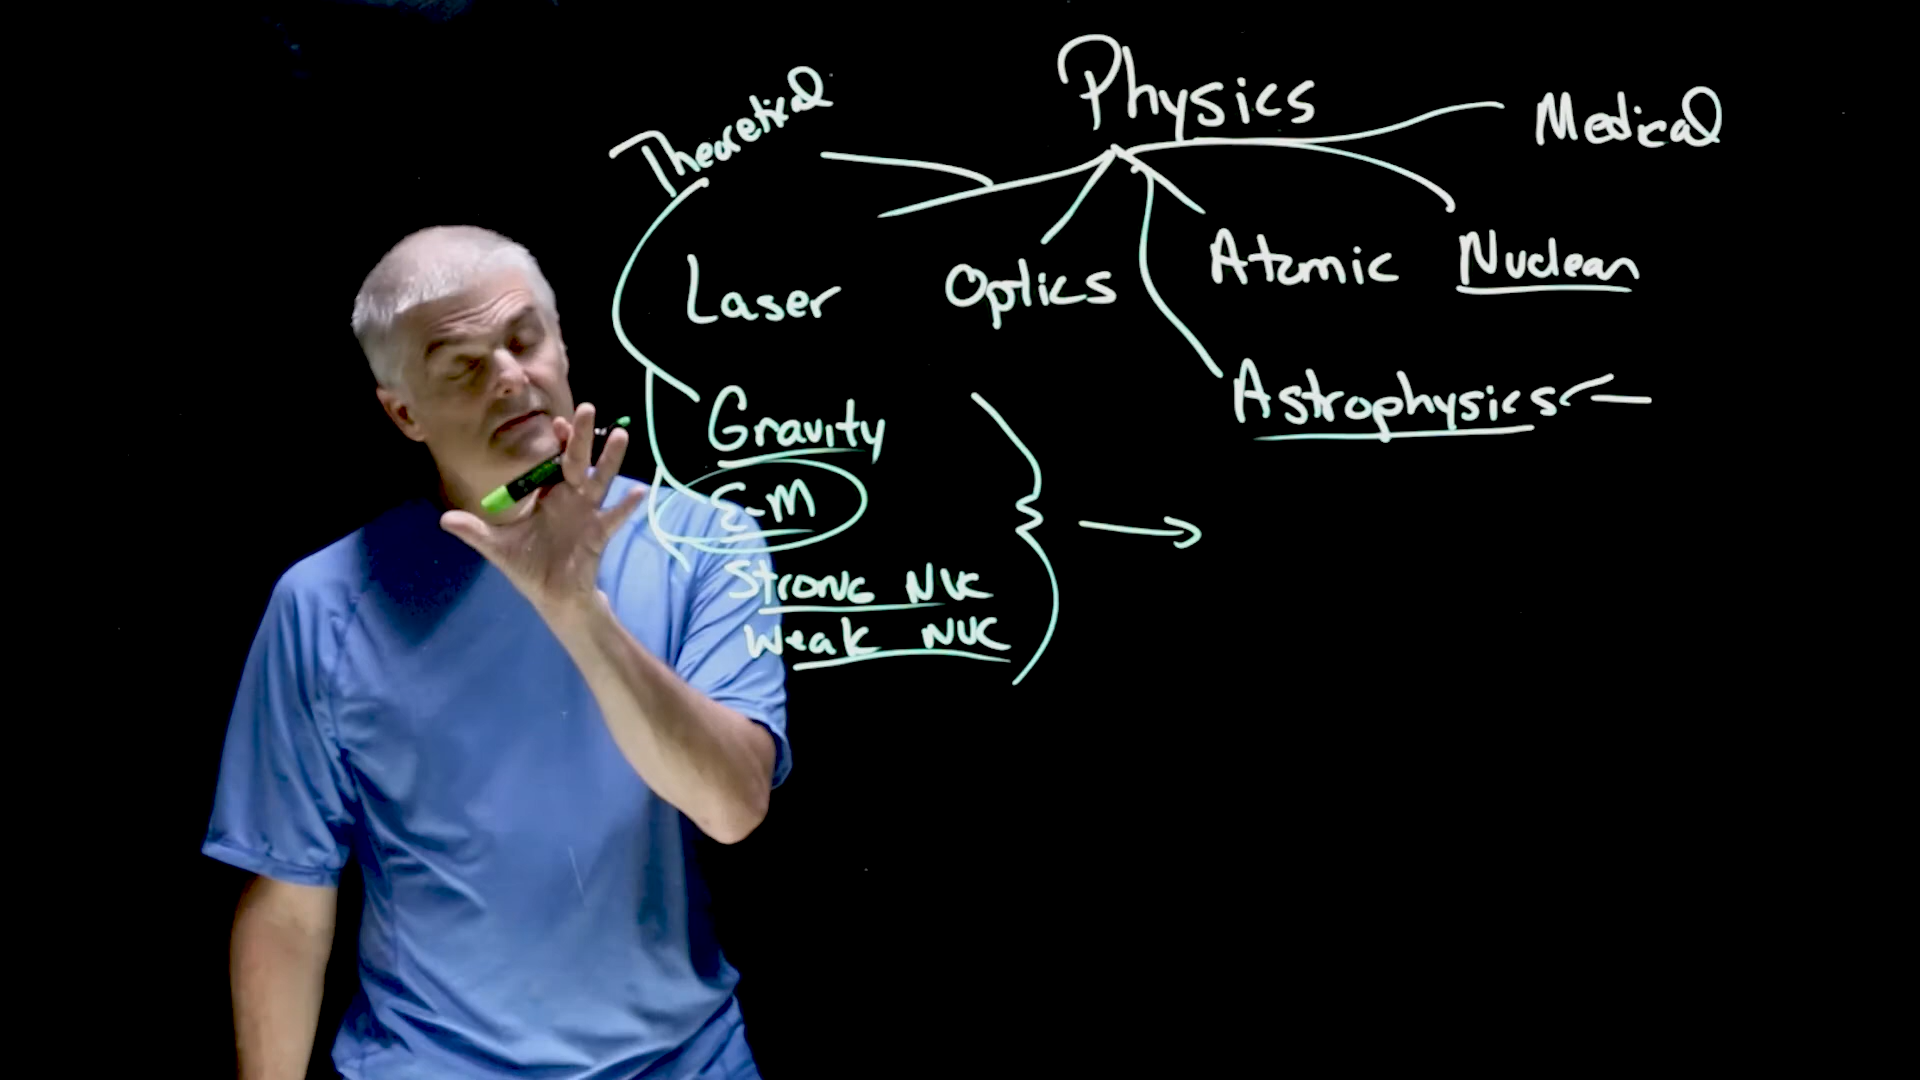 Physics
Theoretical
Medical
Laser
Optics
Atomic
Nuclear
Astrophysics
Gravity
E-M
Strong NUC
Weak NUC